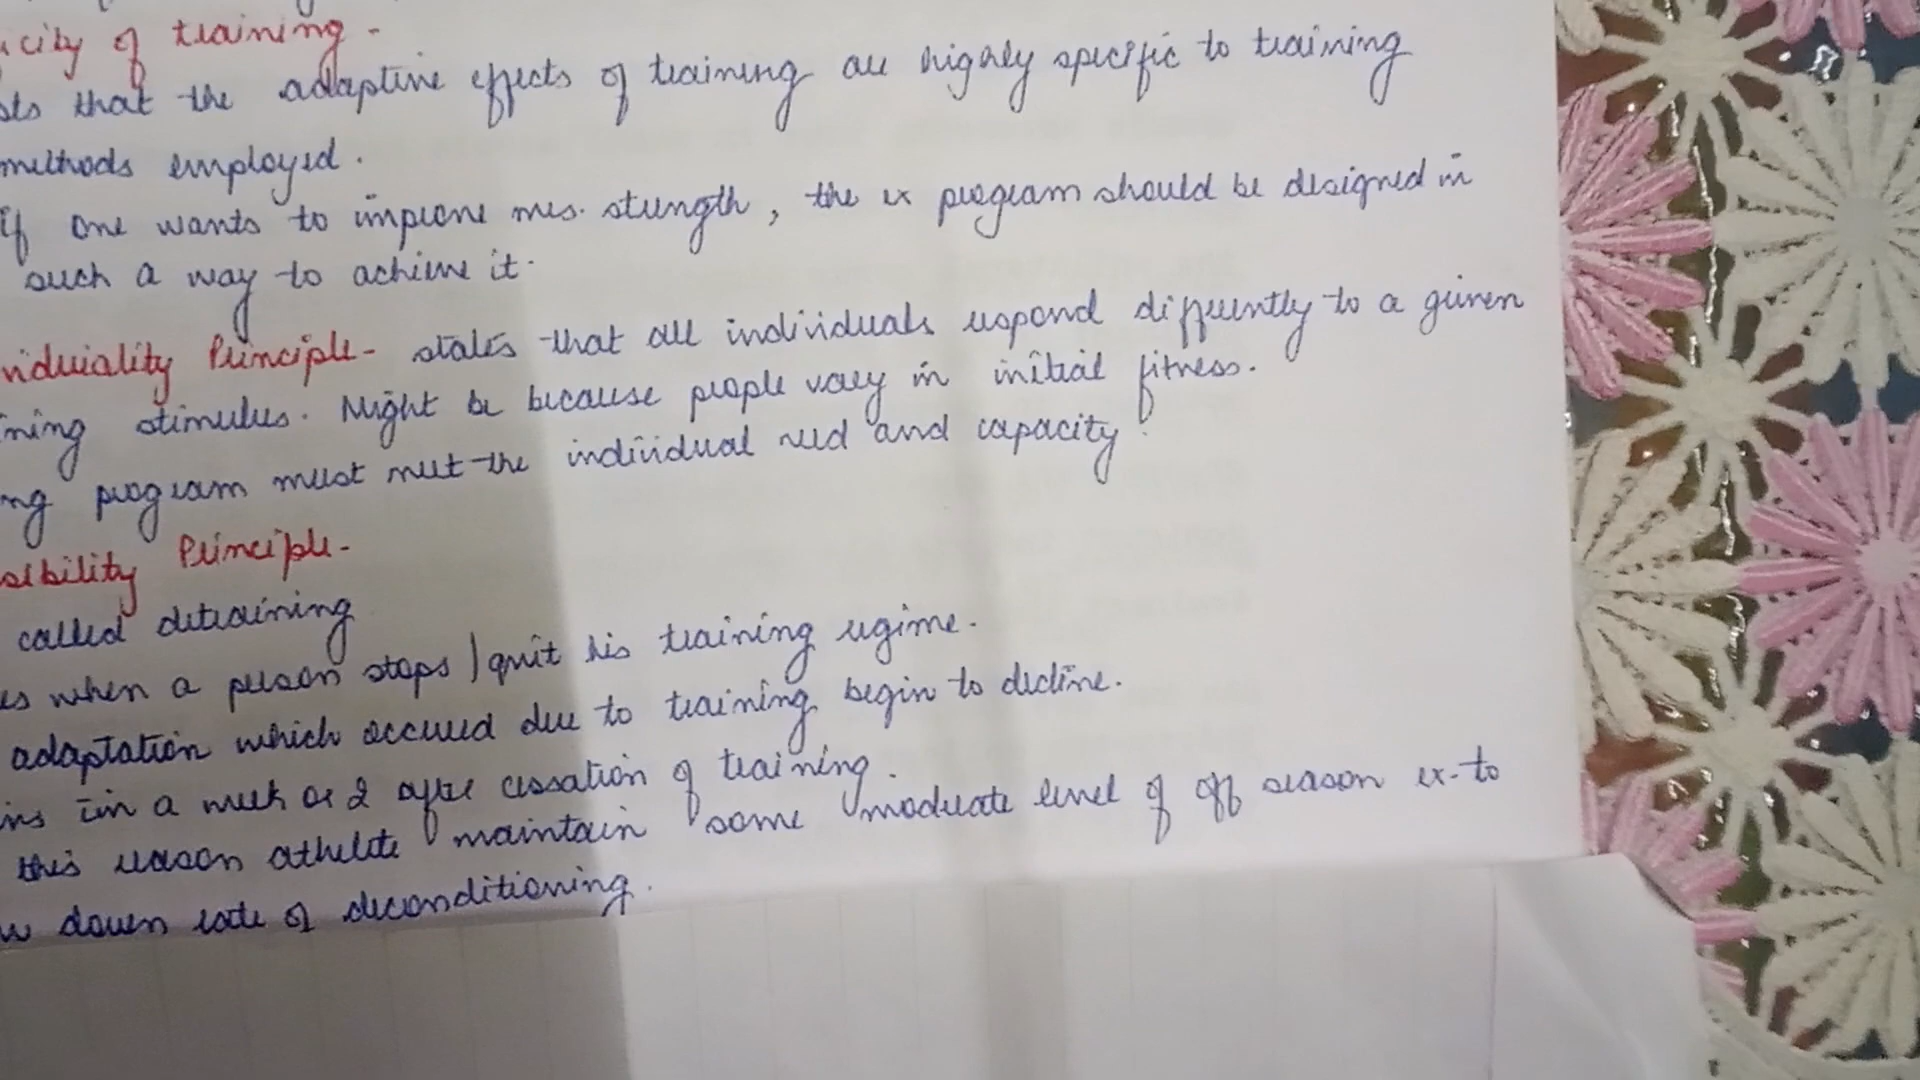 icity of training -
sts that the adaptive effects of training are highly specific to training
methods employed.
if one wants to improve mus. strength, the ex program should be designed in
such a way to achieve it.
viduality Principle - states that all individuals respond differently to a given
ning stimulus. Might be because people vary in initial fitness.
ng program must meet the individual need and capacity.
sibility Principle -
called detraining
es when a person stops / quit his training regime.
adaptation which occured due to training begin to decline.
ins in a week or 2 after cessation of training.
this reason athelete maintain some moderate level of off season ex. to
w down rate of deconditioning.